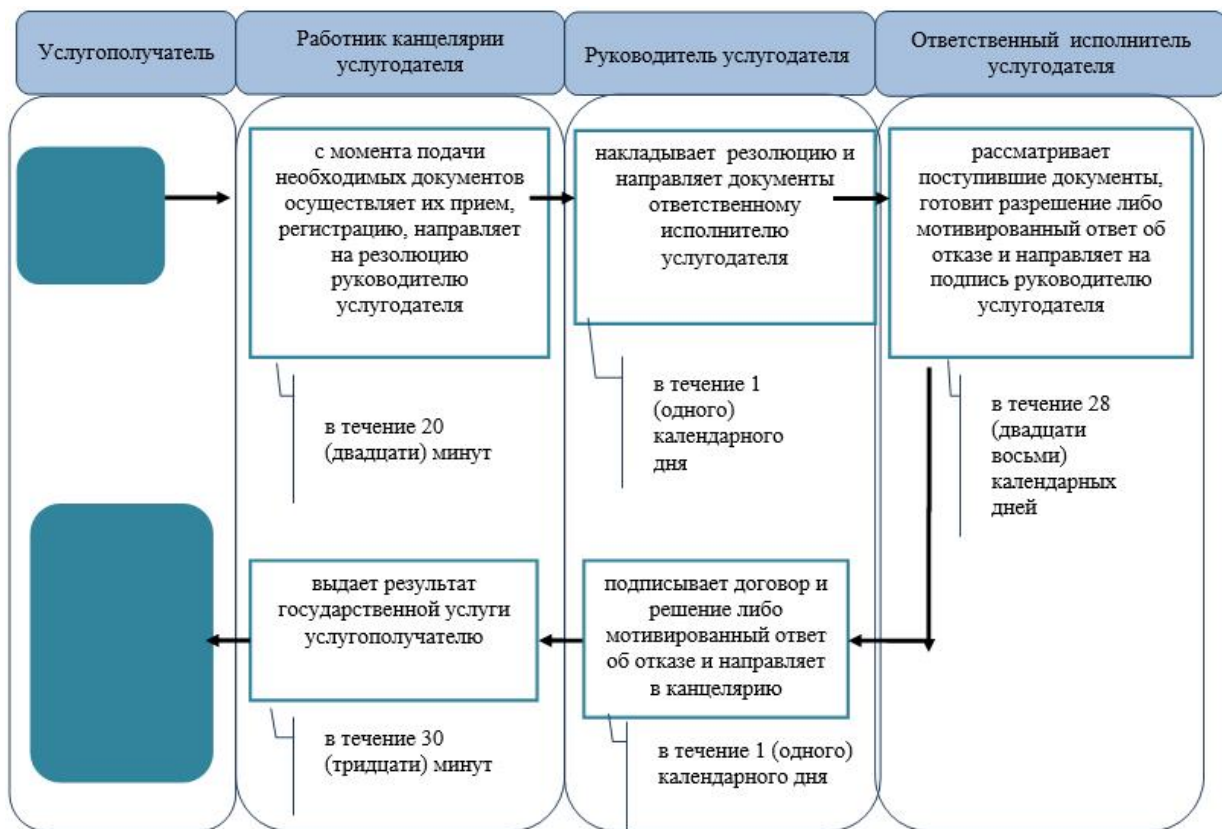 Услугополучатель
Работник канцелярии
услугодателя
Руководитель услугодателя
Ответственный исполнитель
услугодателя
с момента подачи
необходимых документов
осуществляет их прием,
регистрацию, направляет
на резолюцию
руководителю
услугодателя
накладывает резолюцию и
направляет документы
ответственному
исполнителю
услугодателя
рассматривает
поступившие документы,
готовит разрешение либо
мотивированный ответ об
отказе и направляет на
подпись руководителю
услугодателя
в течение 20
(двадцати) минут
в течение 1
(одного)
календарного
дня
в течение 28
(двадцати
восьми)
календарных
дней
выдает результат
государственной услуги
услугополучателю
подписывает договор и
решение либо
мотивированный ответ
об отказе и направляет
в канцелярию
в течение 30
(тридцати) минут
в течение 1 (одного)
календарного дня